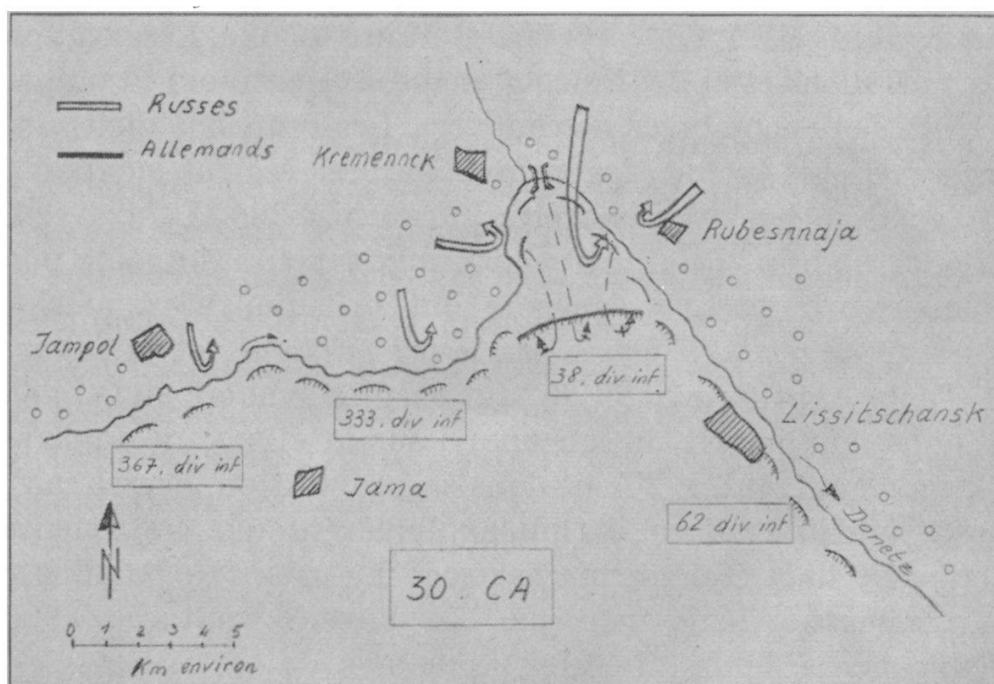 Russes
Allemands
Kremennck
Rubesnnaja
Jampol
38. div inf
333. div inf
Lissitschansk
367. div inf
Jama
62 div inf
Donetz
N
30. CA
0 1 2 3 4 5
Km environ